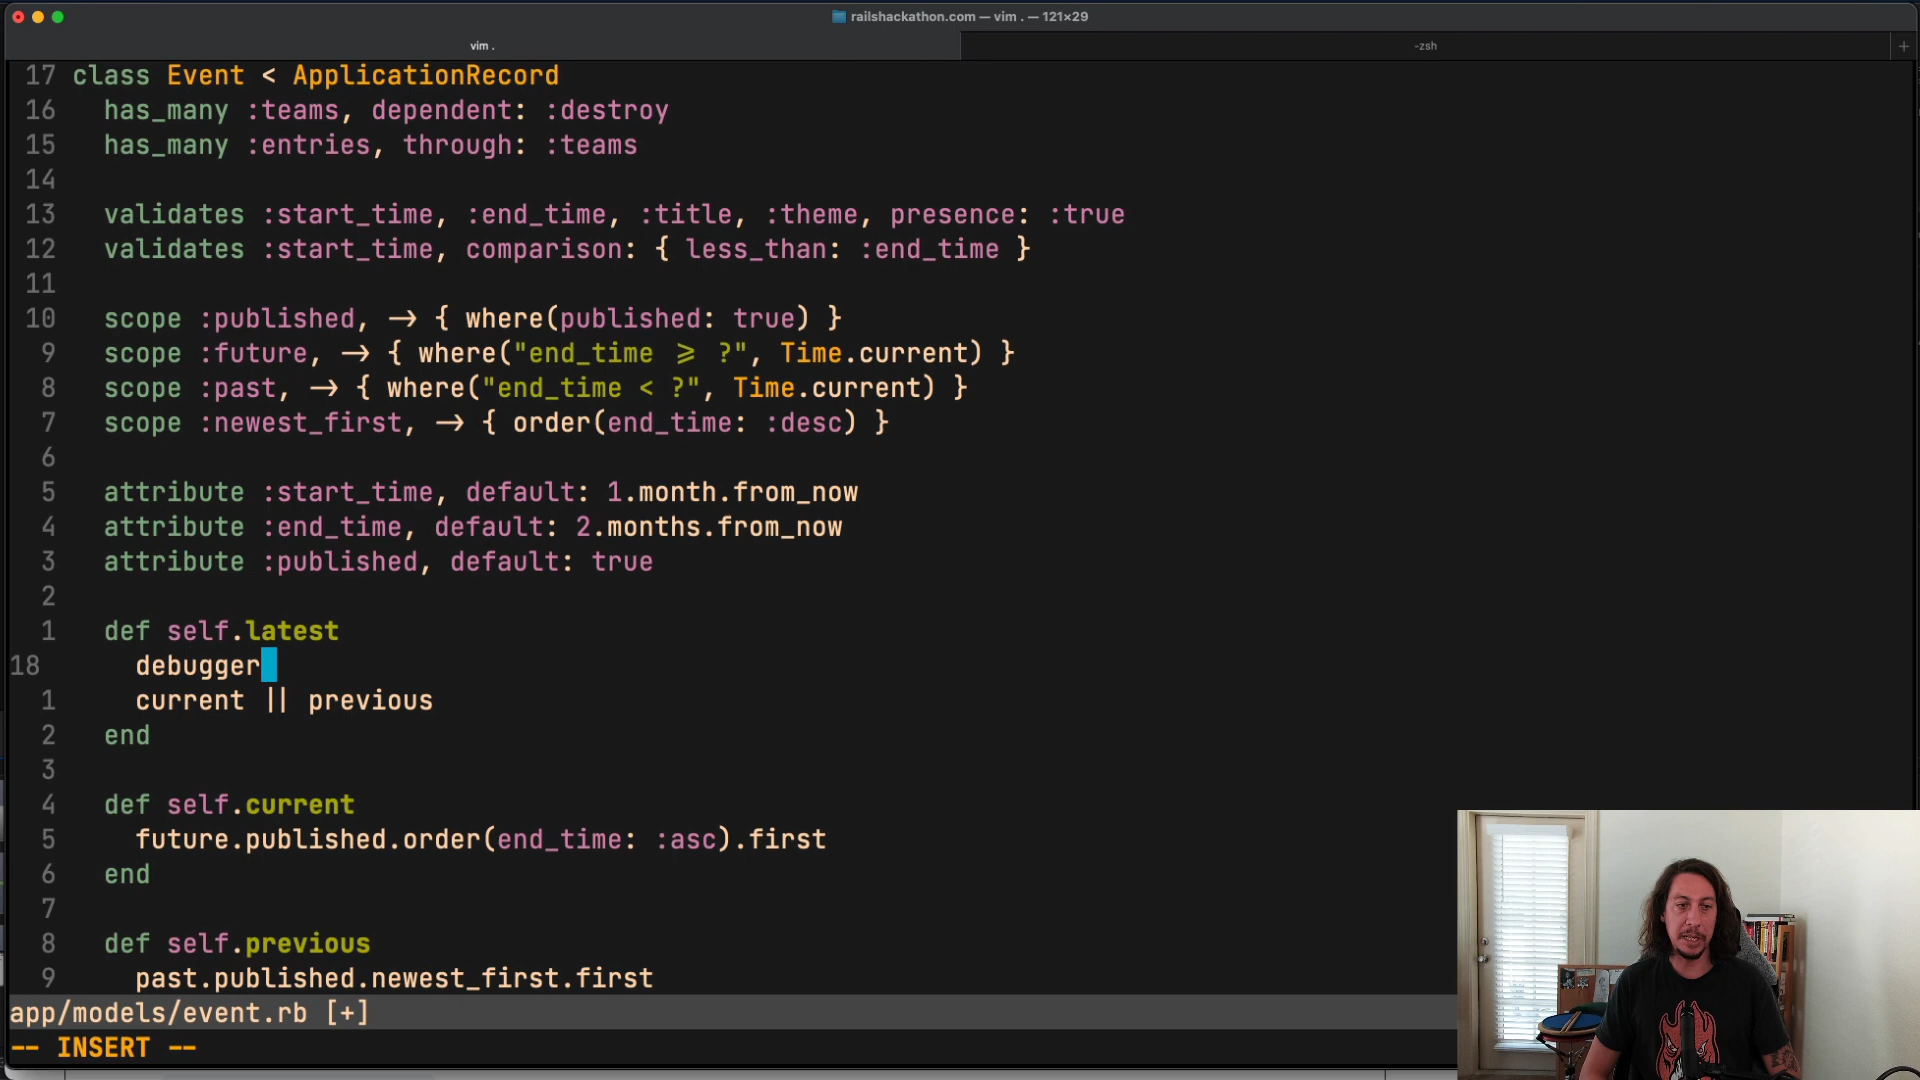 railshackathon.com — vim . — 121×29
vim .
-zsh
+
17 class Event < ApplicationRecord
16 has_many :teams, dependent: :destroy
15 has_many :entries, through: :teams
14
13 validates :start_time, :end_time, :title, :theme, presence: :true
12 validates :start_time, comparison: { less_than: :end_time }
11
10 scope :published, -> { where(published: true) }
9 scope :future, -> { where("end_time >= ?", Time.current) }
8 scope :past, -> { where("end_time < ?", Time.current) }
7 scope :newest_first, -> { order(end_time: :desc) }
6
5 attribute :start_time, default: 1.month.from_now
4 attribute :end_time, default: 2.months.from_now
3 attribute :published, default: true
2
1 def self.latest
18 debugger
1 current || previous
2 end
3
4 def self.current
5 future.published.order(end_time: :asc).first
6 end
7
8 def self.previous
9 past.published.newest_first.first
app/models/event.rb [+]
-- INSERT --